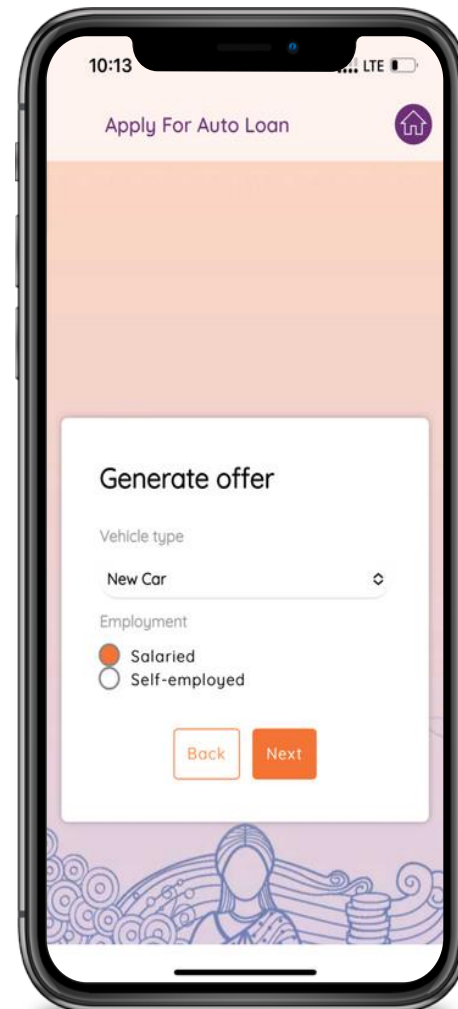 10:13
LTE
Apply For Auto Loan
Generate offer
Vehicle type
New Car
Employment
Salaried
Self-employed
Back Next